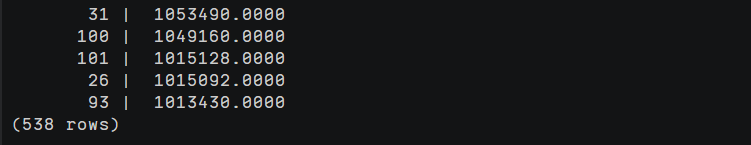 31 | 1053490.0000
100 | 1049160.0000
101 | 1015128.0000
26 | 1015092.0000
93 | 1013430.0000
(538 rows)